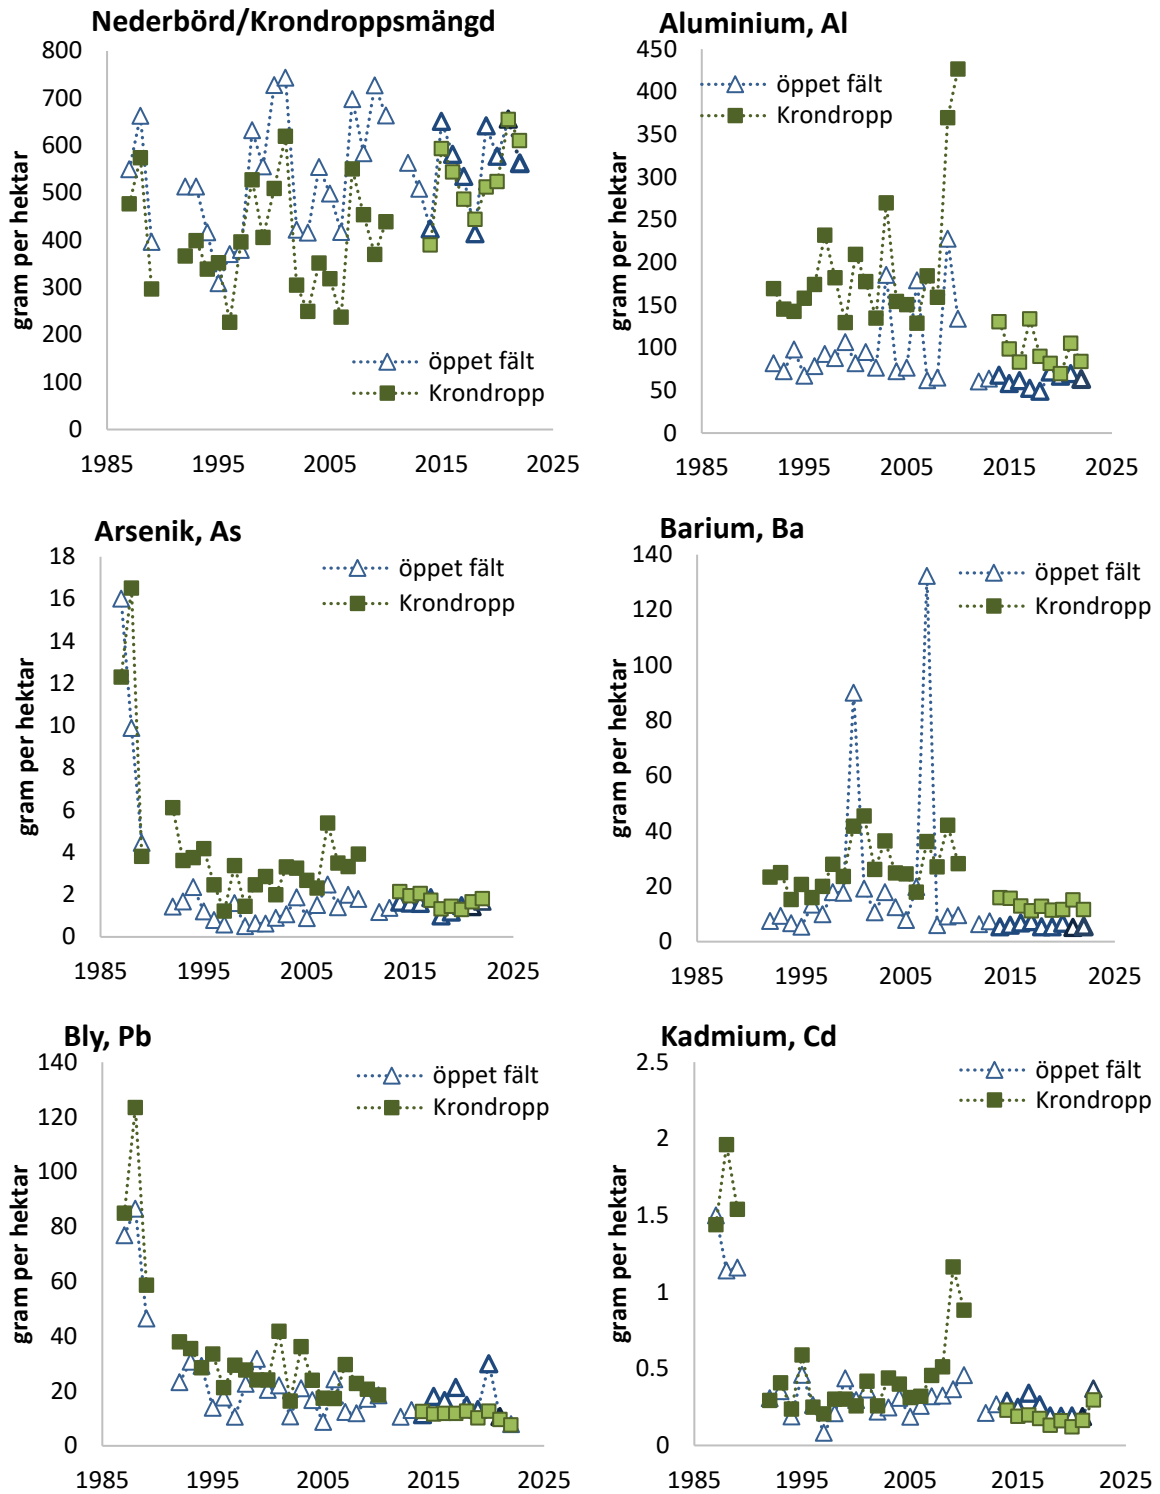 Nederbörd/Krondroppsmängd
gram per hektar
800
700
600
500
400
300
200
100
0
öppet fält
Krondropp
1985 1995 2005 2015 2025
Aluminium, Al
gram per hektar
450
400
350
300
250
200
150
100
50
0
öppet fält
Krondropp
1985 1995 2005 2015 2025
Arsenik, As
gram per hektar
18
16
14
12
10
8
6
4
2
0
öppet fält
Krondropp
1985 1995 2005 2015 2025
Barium, Ba
gram per hektar
140
120
100
80
60
40
20
0
öppet fält
Krondropp
1985 1995 2005 2015 2025
Bly, Pb
gram per hektar
140
120
100
80
60
40
20
0
öppet fält
Krondropp
1985 1995 2005 2015 2025
Kadmium, Cd
gram per hektar
2.5
2
1.5
1
0.5
0
öppet fält
Krondropp
1985 1995 2005 2015 2025